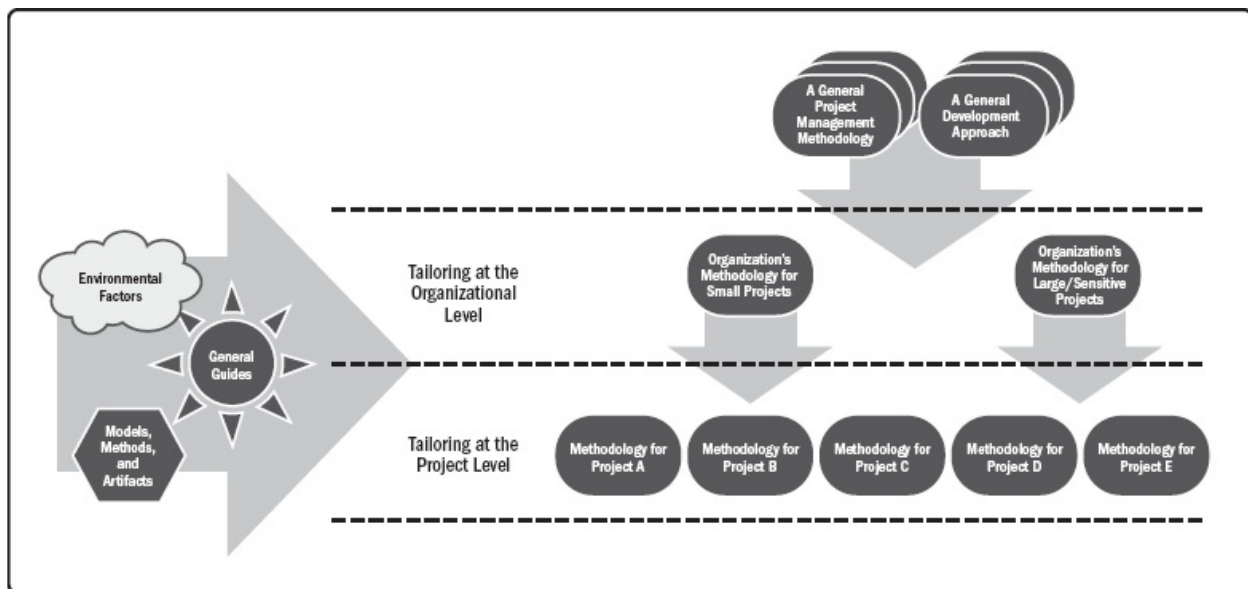 A General
Project
Management
Methodology
A General
Development
Approach
Environmental
Factors
General
Guides
Models,
Methods,
and
Artifacts
Tailoring at the
Organizational
Level
Organization's
Methodology for
Small Projects
Organization's
Methodology for
Large/Sensitive
Projects
Tailoring at the
Project Level
Methodology for
Project A
Methodology for
Project B
Methodology for
Project C
Methodology for
Project D
Methodology for
Project E